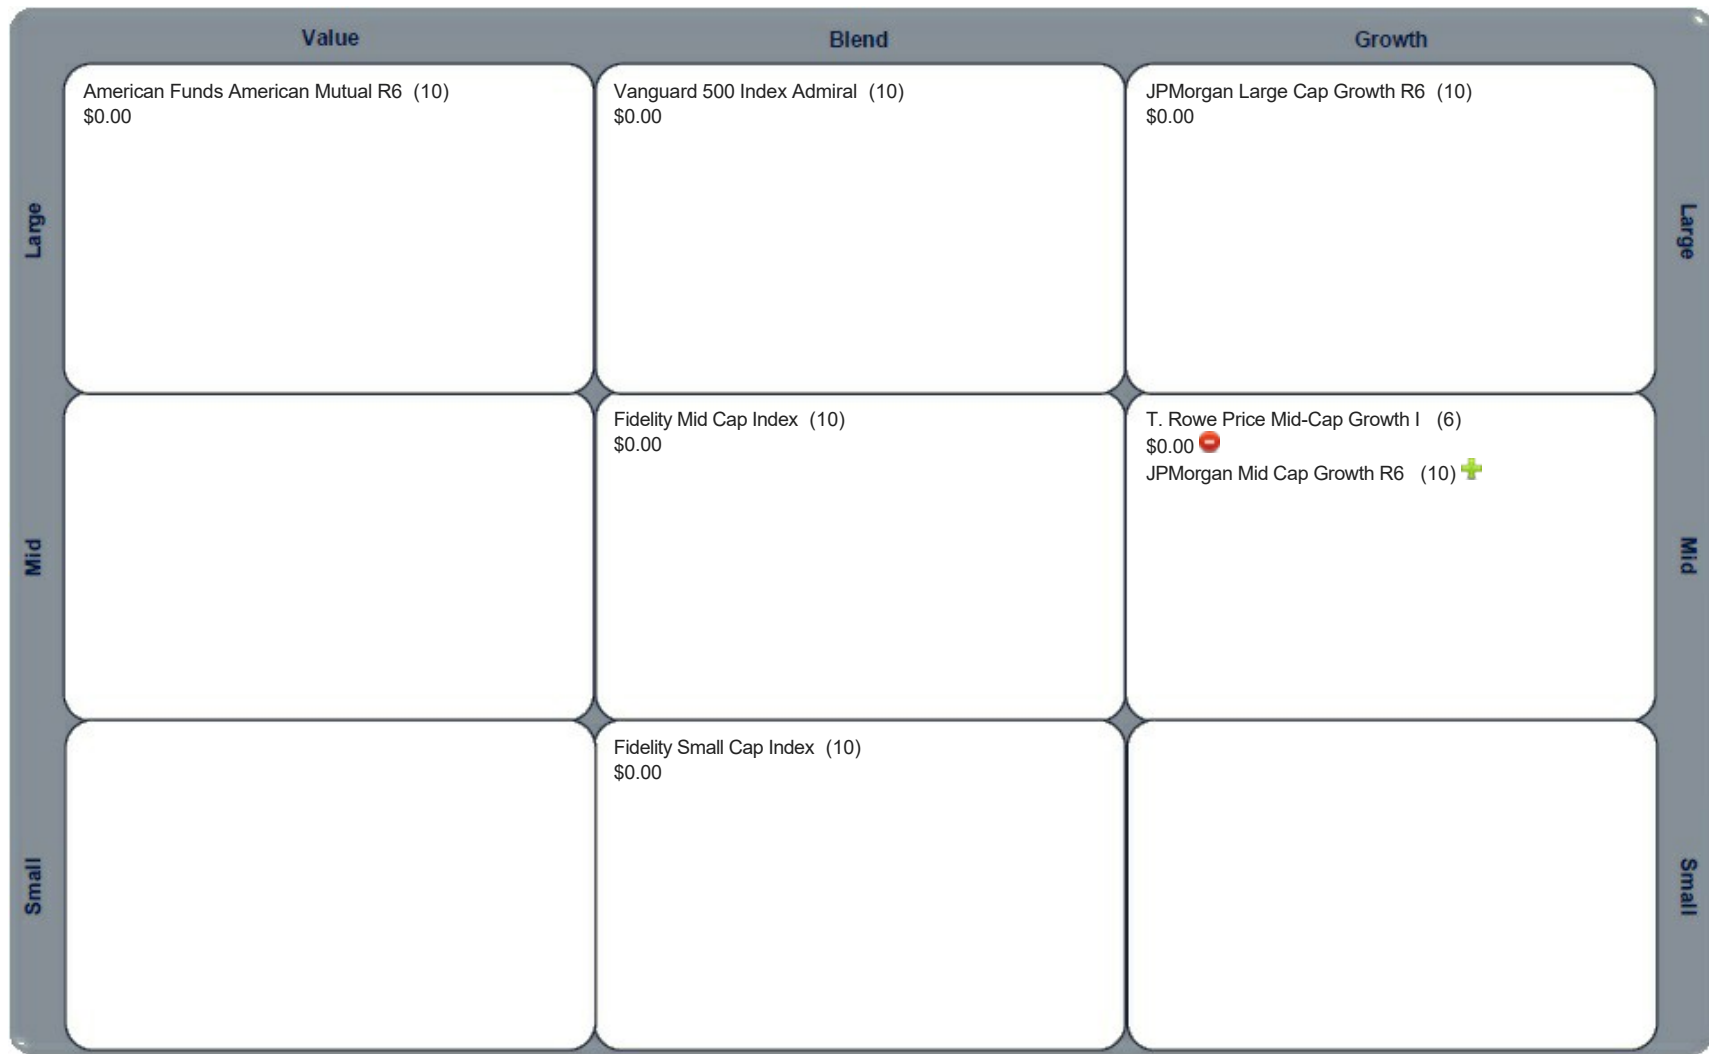 Value
Blend
Growth
Large
American Funds American Mutual R6 (10)
$0.00
Vanguard 500 Index Admiral (10)
$0.00
JPMorgan Large Cap Growth R6 (10)
$0.00
Large
Mid
Fidelity Mid Cap Index (10)
$0.00
T. Rowe Price Mid-Cap Growth I (6)
$0.00
JPMorgan Mid Cap Growth R6 (10)
Mid
Small
Fidelity Small Cap Index (10)
$0.00
Small